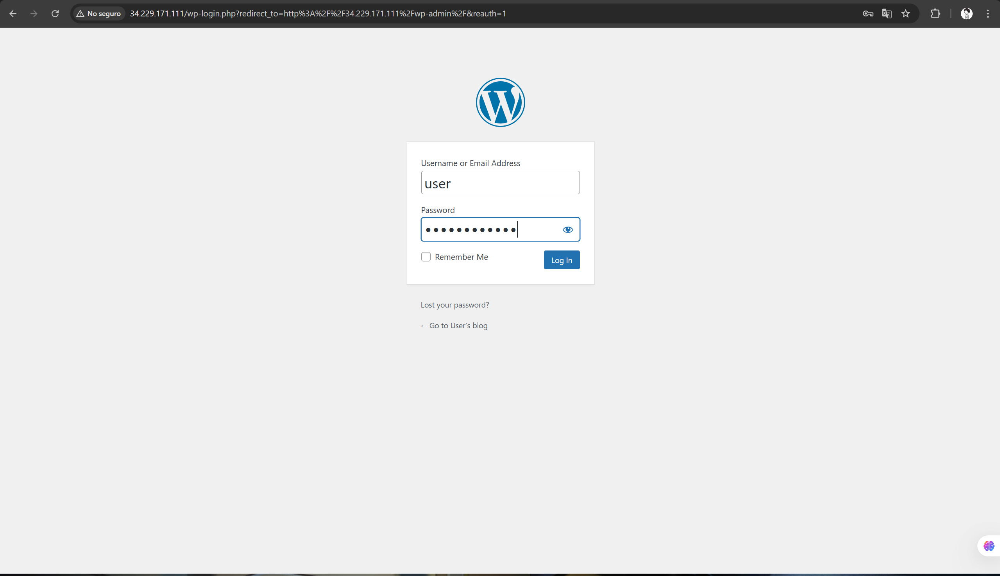 No seguro 34.229.171.111/wp-login.php?redirect_to=http%3A%2F%2F34.229.171.111%2Fwp-admin%2F&reauth=1
Username or Email Address
user
Password
Remember Me
Log In
Lost your password?
← Go to User's blog